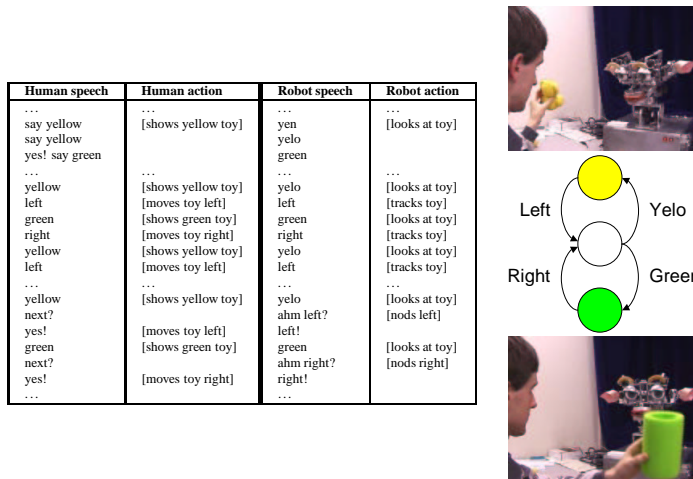 Human speech Human action Robot speech Robot action
… … … …
say yellow [shows yellow toy] yen [looks at toy]
say yellow yelo
yes! say green green
… … … …
yellow [shows yellow toy] yelo [looks at toy]
left [moves toy left] left [tracks toy]
green [shows green toy] green [looks at toy]
right [moves toy right] right [tracks toy]
yellow [shows yellow toy] yelo [looks at toy]
left [moves toy left] left [tracks toy]
… … … …
yellow [shows yellow toy] yelo [looks at toy]
next? ahm left? [nods left]
yes! [moves toy left] left!
green [shows green toy] green [looks at toy]
next? ahm right? [nods right]
yes! [moves toy right] right!
… …
Left Yelo
Right Green